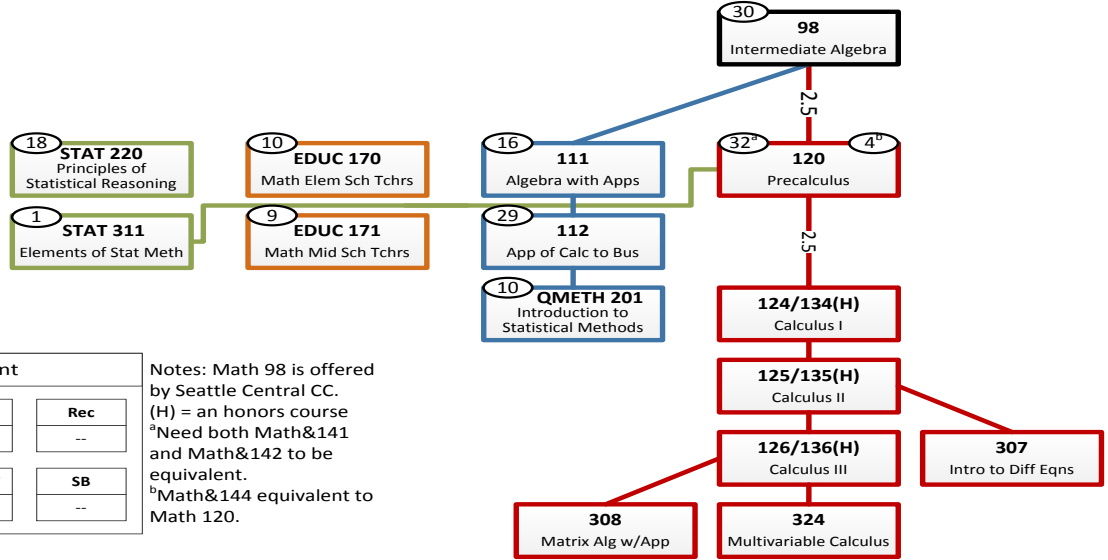 30
98
Intermediate Algebra
2.5
18
STAT 220
Principles of
Statistical Reasoning
10
EDUC 170
Math Elem Sch Tchrs
16
111
Algebra with Apps
32ᵃ
4ᵇ
120
Precalculus
1
STAT 311
Elements of Stat Meth
9
EDUC 171
Math Mid Sch Tchrs
29
112
App of Calc to Bus
2.5
10
QMETH 201
Introduction to
Statistical Methods
124/134(H)
Calculus I
125/135(H)
Calculus II
126/136(H)
Calculus III
307
Intro to Diff Eqns
308
Matrix Alg w/App
324
Multivariable Calculus
nt
Rec
--
SB
--
Notes: Math 98 is offered
by Seattle Central CC.
(H) = an honors course
ᵃNeed both Math&141
and Math&142 to be
equivalent.
ᵇMath&144 equivalent to
Math 120.